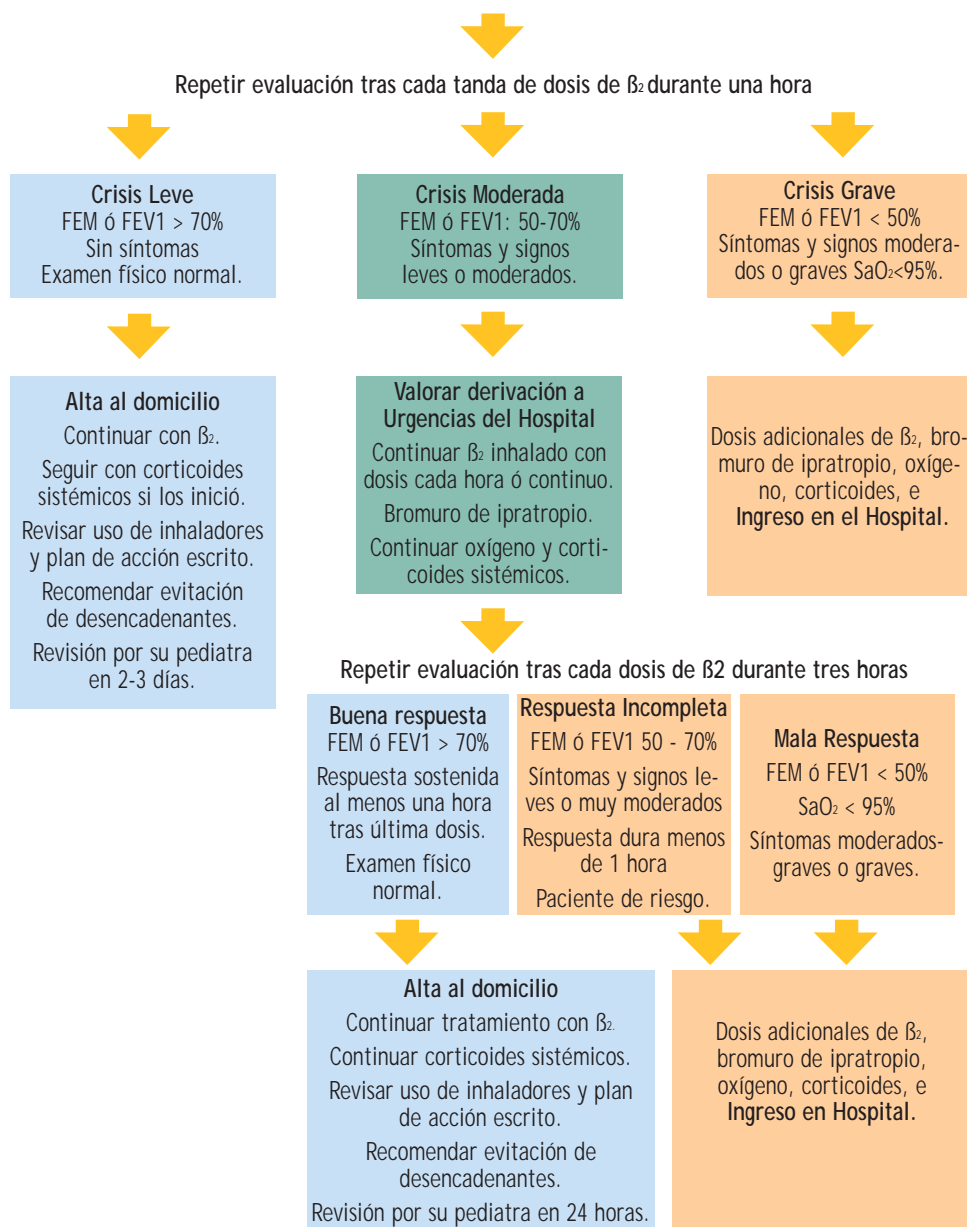 Repetir evaluación tras cada tanda de dosis de ß₂ durante una hora
Crisis Leve
FEM ó FEV1 > 70%
Sin síntomas
Examen físico normal.
Crisis Moderada
FEM ó FEV1: 50-70%
Síntomas y signos
leves o moderados.
Crisis Grave
FEM ó FEV1 < 50%
Síntomas y signos modera-
dos o graves SaO₂<95%.
Alta al domicilio
Continuar con ß₂.
Seguir con corticoides
sistémicos si los inició.
Revisar uso de inhaladores
y plan de acción escrito.
Recomendar evitación
de desencadenantes.
Revisión por su pediatra
en 2-3 días.
Valorar derivación a
Urgencias del Hospital
Continuar ß₂ inhalado con
dosis cada hora ó continuo.
Bromuro de ipratropio.
Continuar oxígeno y corti-
coides sistémicos.
Dosis adicionales de ß₂, bro-
muro de ipratropio, oxíge-
no, corticoides, e
Ingreso en el Hospital.
Repetir evaluación tras cada dosis de ß2 durante tres horas
Buena respuesta
FEM ó FEV1 > 70%
Respuesta sostenida
al menos una hora
tras última dosis.
Examen físico
normal.
Respuesta Incompleta
FEM ó FEV1 50 - 70%
Síntomas y signos le-
ves o muy moderados
Respuesta dura menos
de 1 hora
Paciente de riesgo.
Mala Respuesta
FEM ó FEV1 < 50%
SaO₂ < 95%
Síntomas moderados-
graves o graves.
Alta al domicilio
Continuar tratamiento con ß₂.
Continuar corticoides sistémicos.
Revisar uso de inhaladores y plan
de acción escrito.
Recomendar evitación de
desencadenantes.
Revisión por su pediatra en 24 horas.
Dosis adicionales de ß₂,
bromuro de ipratropio,
oxígeno, corticoides, e
Ingreso en Hospital.